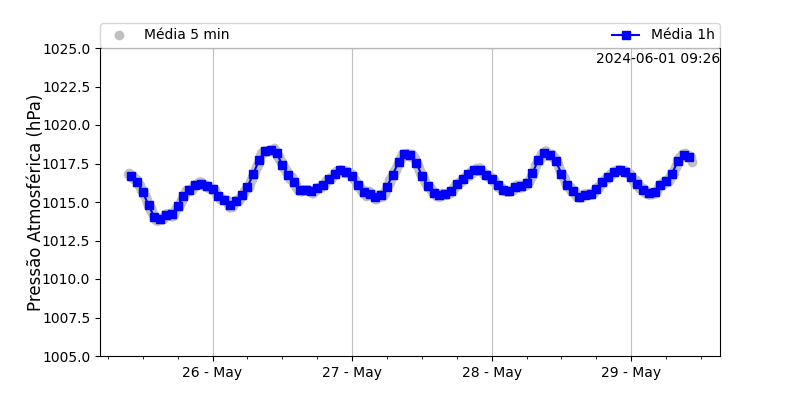 Média 5 min
Média 1h
2024-06-01 09:26
Pressão Atmosférica (hPa)
1025.0
1022.5
1020.0
1017.5
1015.0
1012.5
1010.0
1007.5
1005.0
26 - May
27 - May
28 - May
29 - May